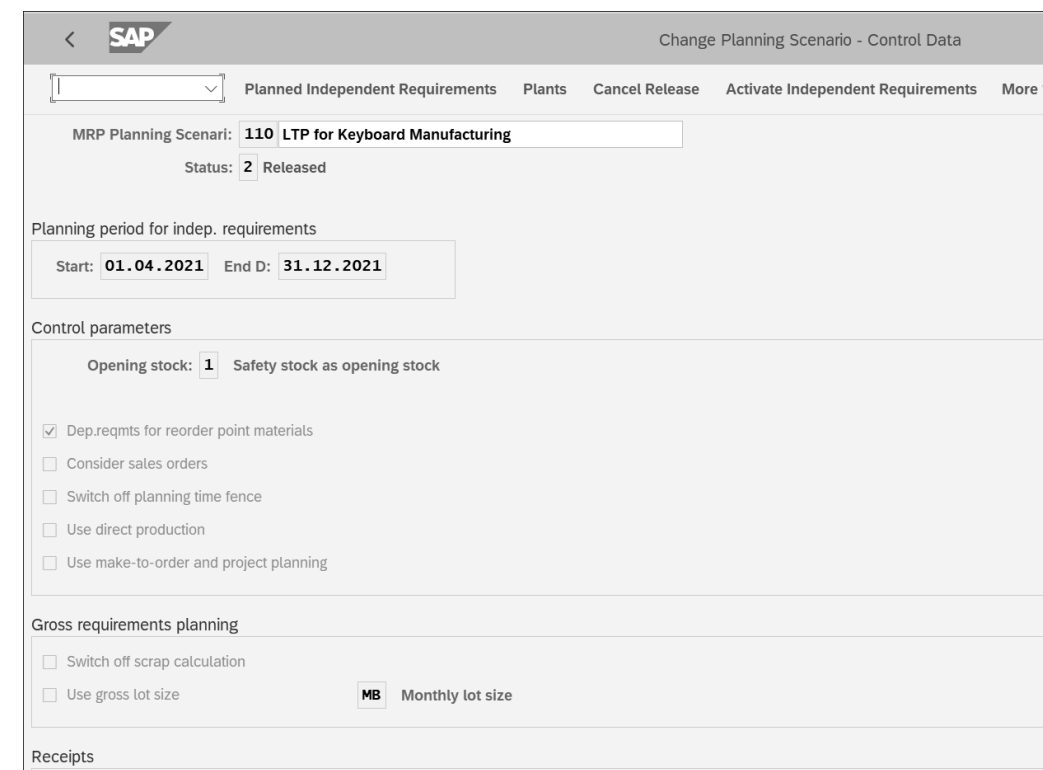 SAP Change Planning Scenario - Control Data
Planned Independent Requirements Plants Cancel Release Activate Independent Requirements More
MRP Planning Scenari: 110 LTP for Keyboard Manufacturing
Status: 2 Released
Planning period for indep. requirements
Start: 01.04.2021 End D: 31.12.2021
Control parameters
Opening stock: 1 Safety stock as opening stock
Dep.reqmts for reorder point materials
Consider sales orders
Switch off planning time fence
Use direct production
Use make-to-order and project planning
Gross requirements planning
Switch off scrap calculation
Use gross lot size MB Monthly lot size
Receipts